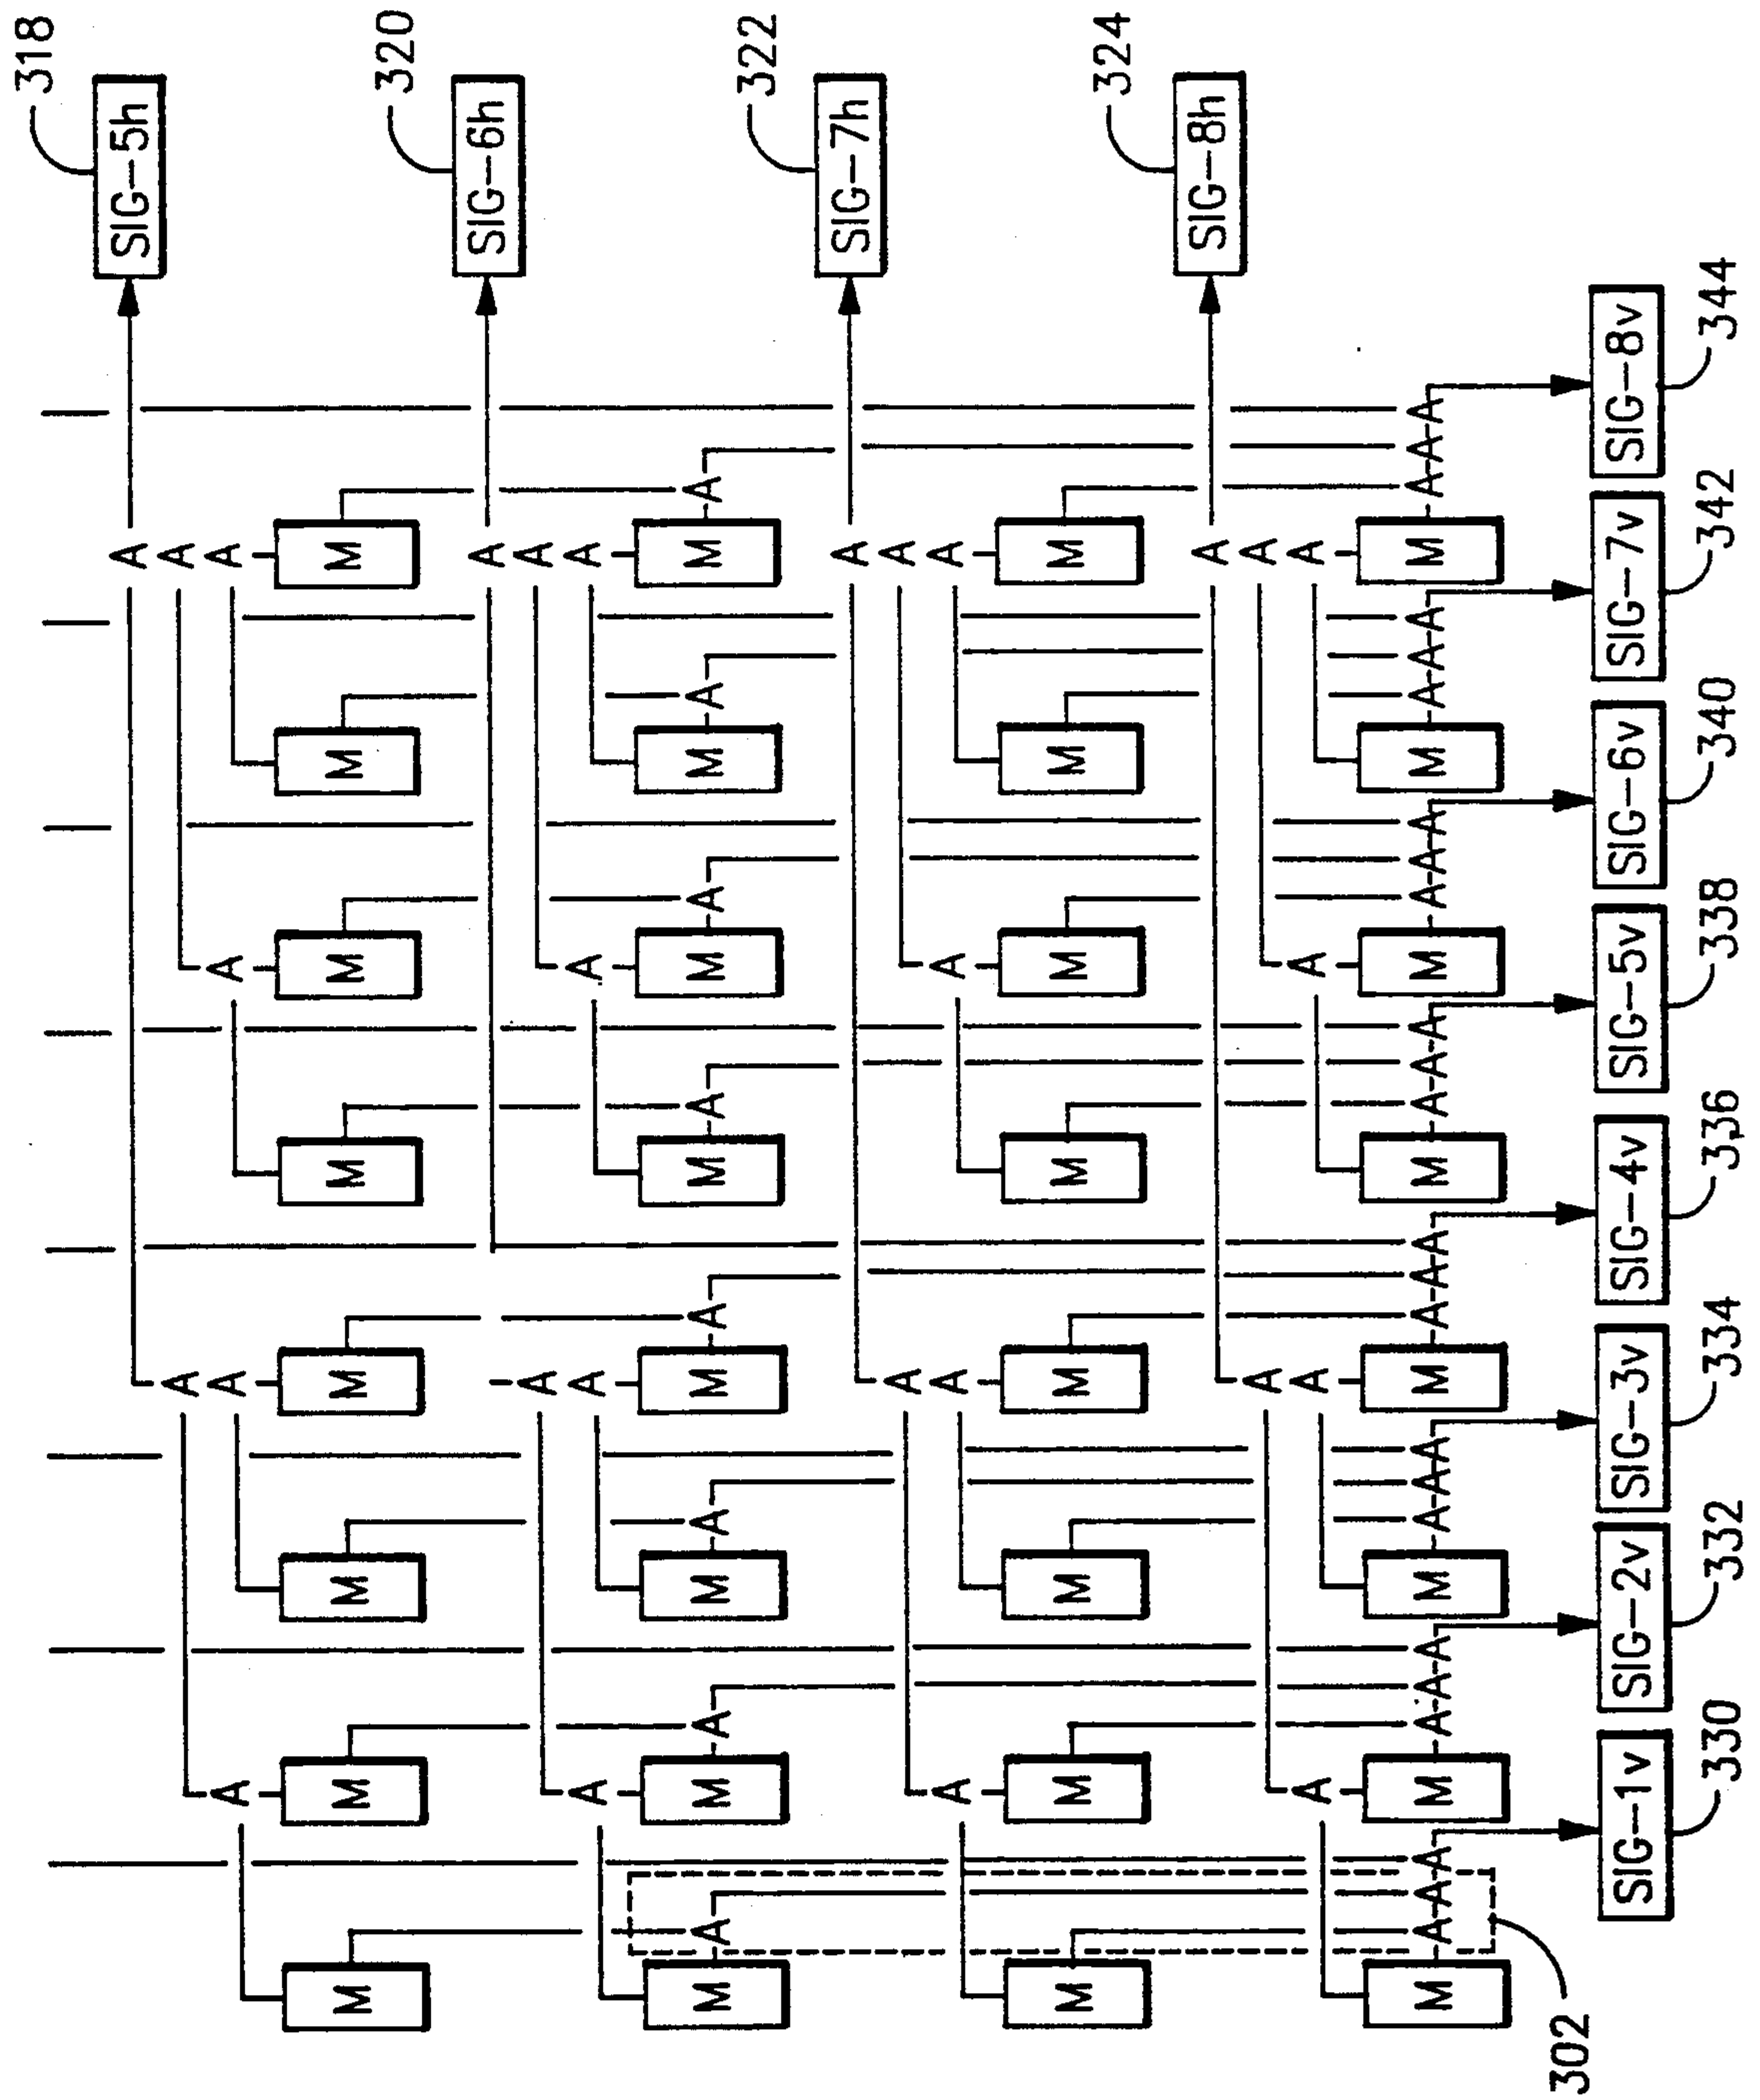 318
A SIG-5h
A A
A A A A
M M M M M M M M
320
A SIG-6h
A A
A A A A
M A M A M A M A M A M A M A M A
322
A SIG-7h
A A
A A A A
M M M M M M M M
324
A SIG-8h
A A
A A A A
M A A A M A A A M A A A M A A A M A A A M A A A M A A A M A A A
302
SIG-1v SIG-2v SIG-3v SIG-4v SIG-5v SIG-6v SIG-7v SIG-8v
330 332 334 336 338 340 342 344